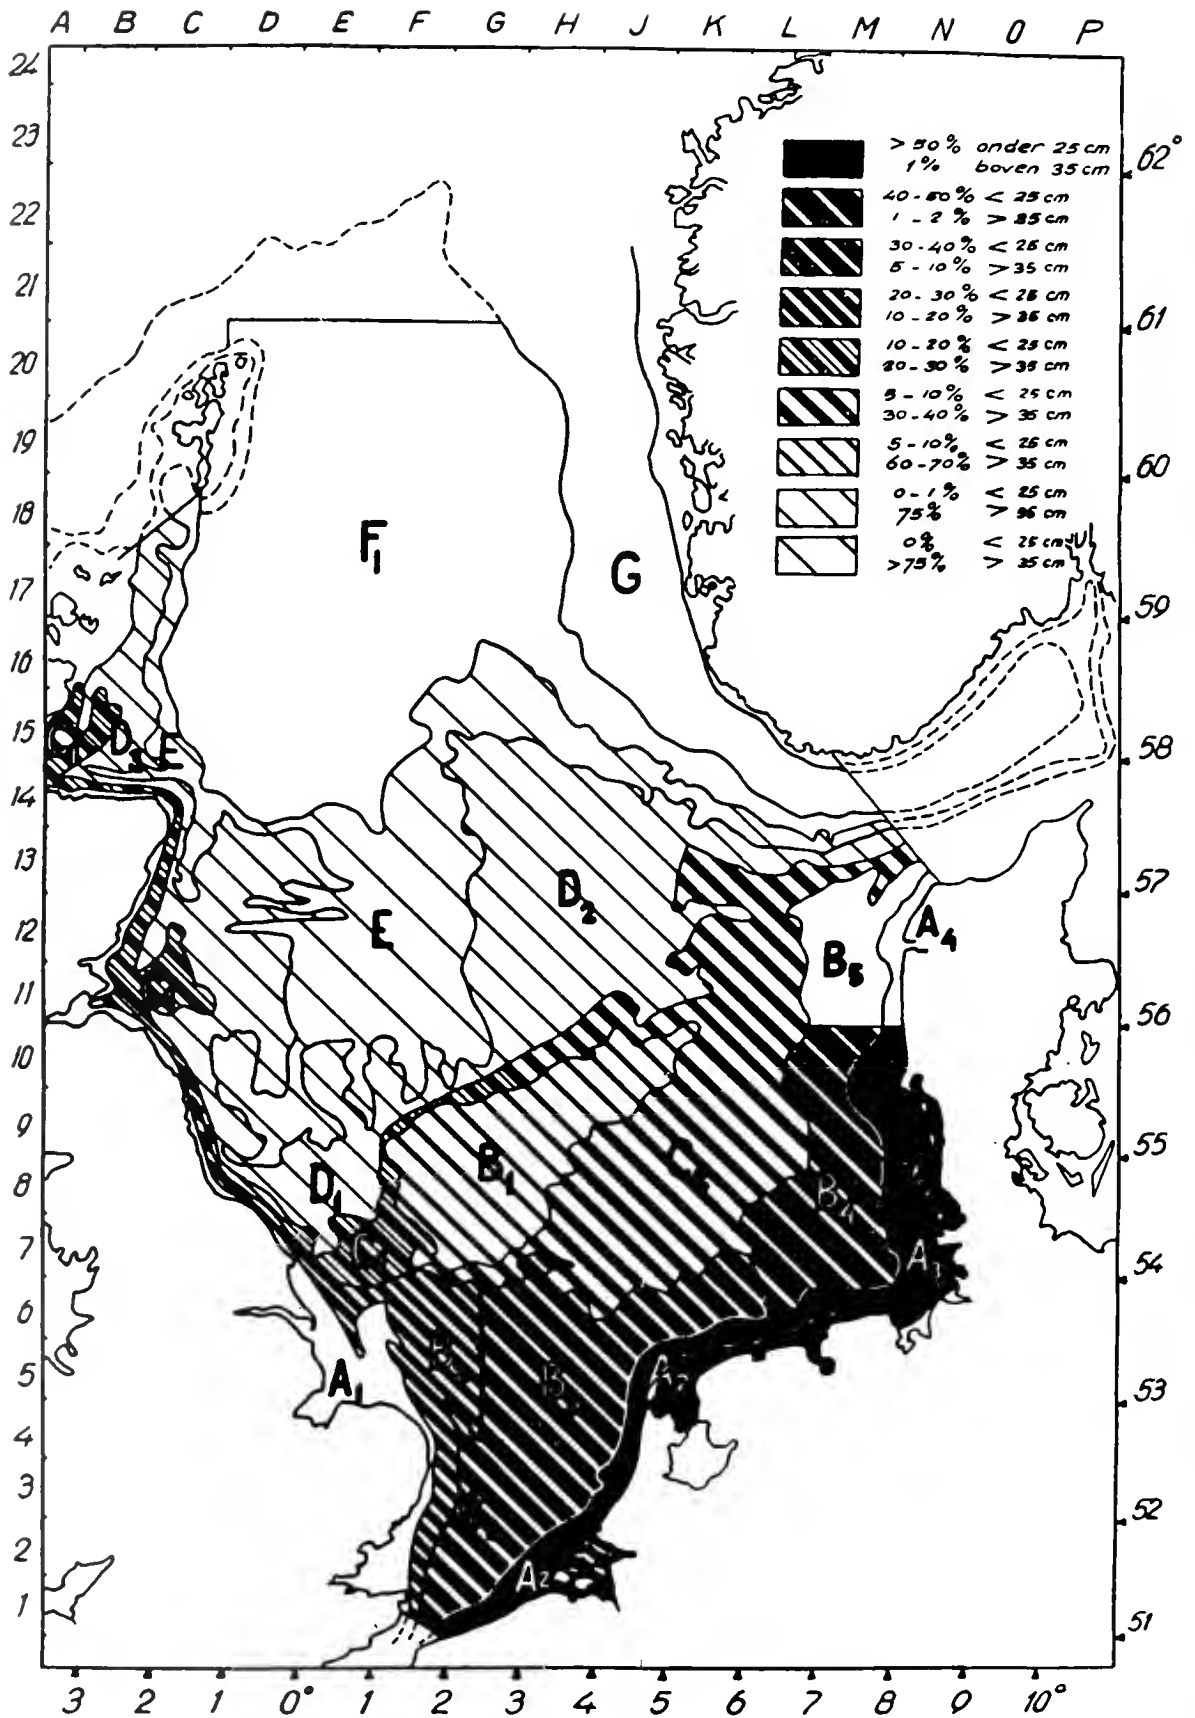 A B C D E F G H J K L M N O P
24
23
22
21
20
19
18
17
16
15
14
13
12
11
10
9
8
7
6
5
4
3
2
1
62°
61
60
59
58
57
56
55
54
53
52
51
3 2 1 0° 1 2 3 4 5 6 7 8 9 10°
> 50% onder 25 cm
1% boven 35 cm
40-50% < 25 cm
1-2% > 35 cm
30-40% < 25 cm
5-10% > 35 cm
20-30% < 25 cm
10-20% > 35 cm
10-20% < 25 cm
20-30% > 35 cm
5-10% < 25 cm
30-40% > 35 cm
5-10% < 25 cm
60-70% > 35 cm
0-1% < 25 cm
75% > 35 cm
0% < 25 cm
>75% > 35 cm
F1
G
D3
E
D2
E
A4
B5
B1
D1
B4
A3
A1
A2